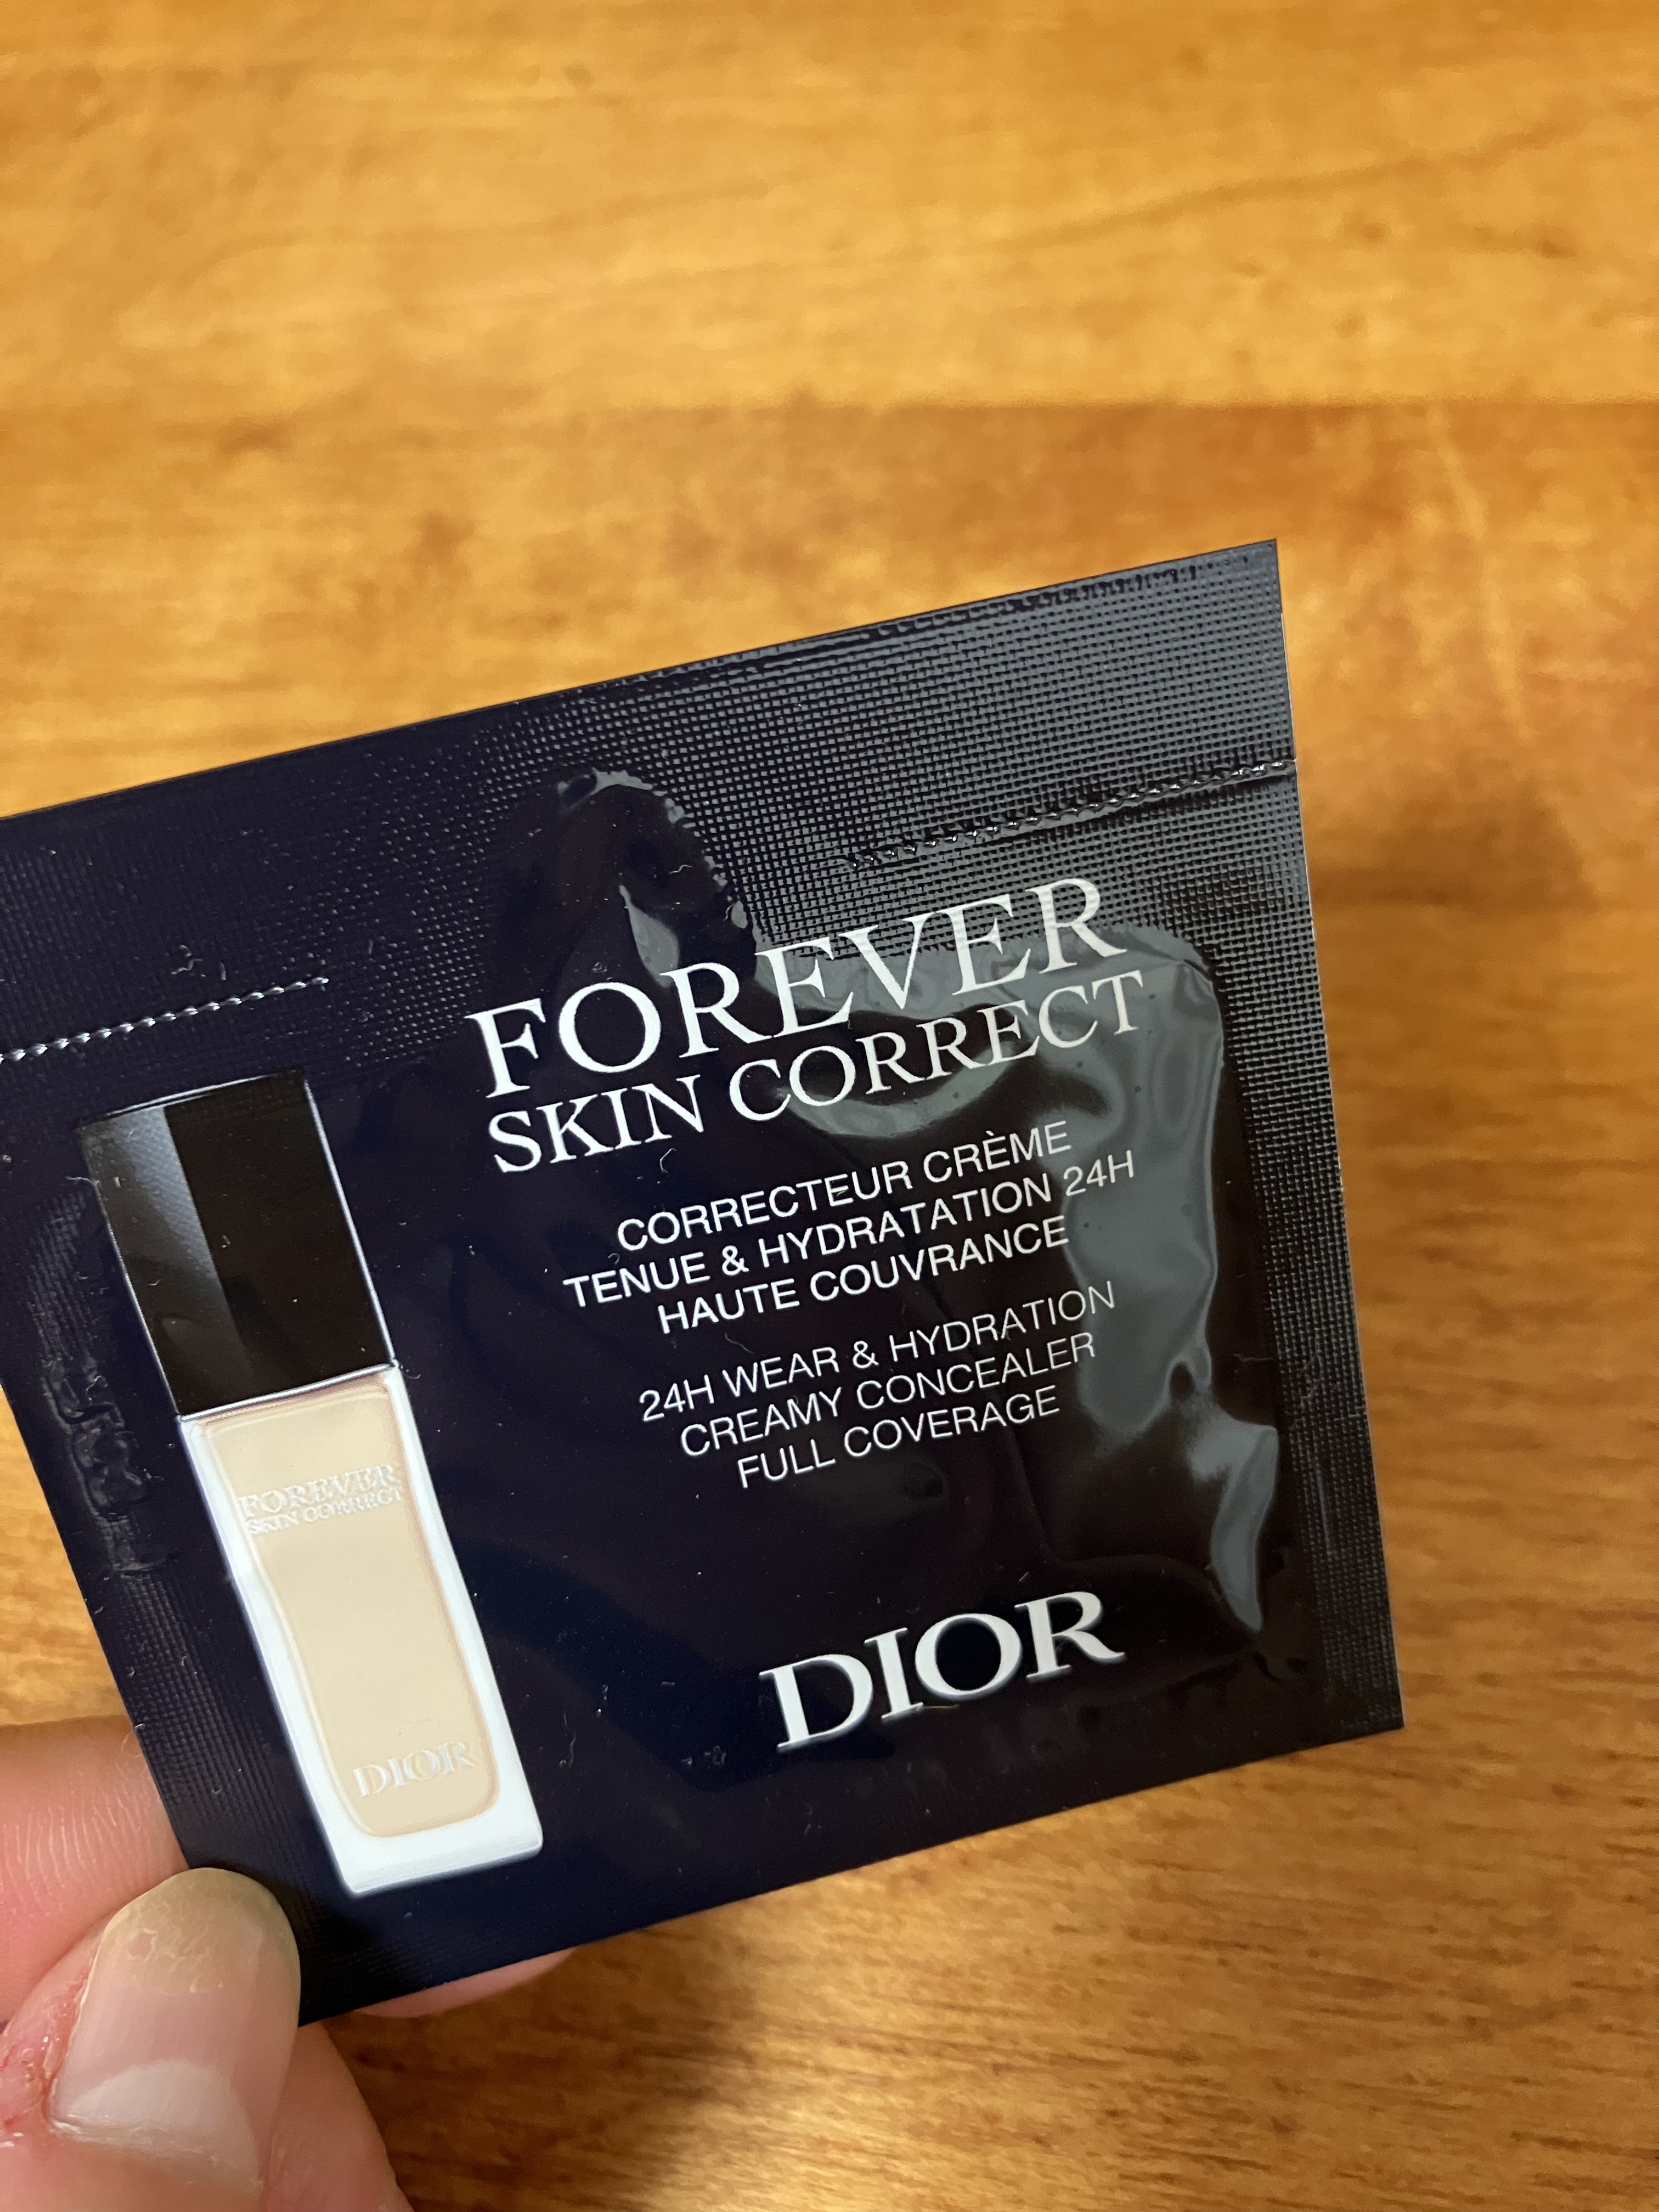 FOREVER
SKIN CORRECT
CORRECTEUR CRÈME
TENUE & HYDRATATION 24H
HAUTE COUVRANCE
24H WEAR & HYDRATION
CREAMY CONCEALER
FULL COVERAGE
DIOR
FOREVER
SKIN CORRECT
DIOR